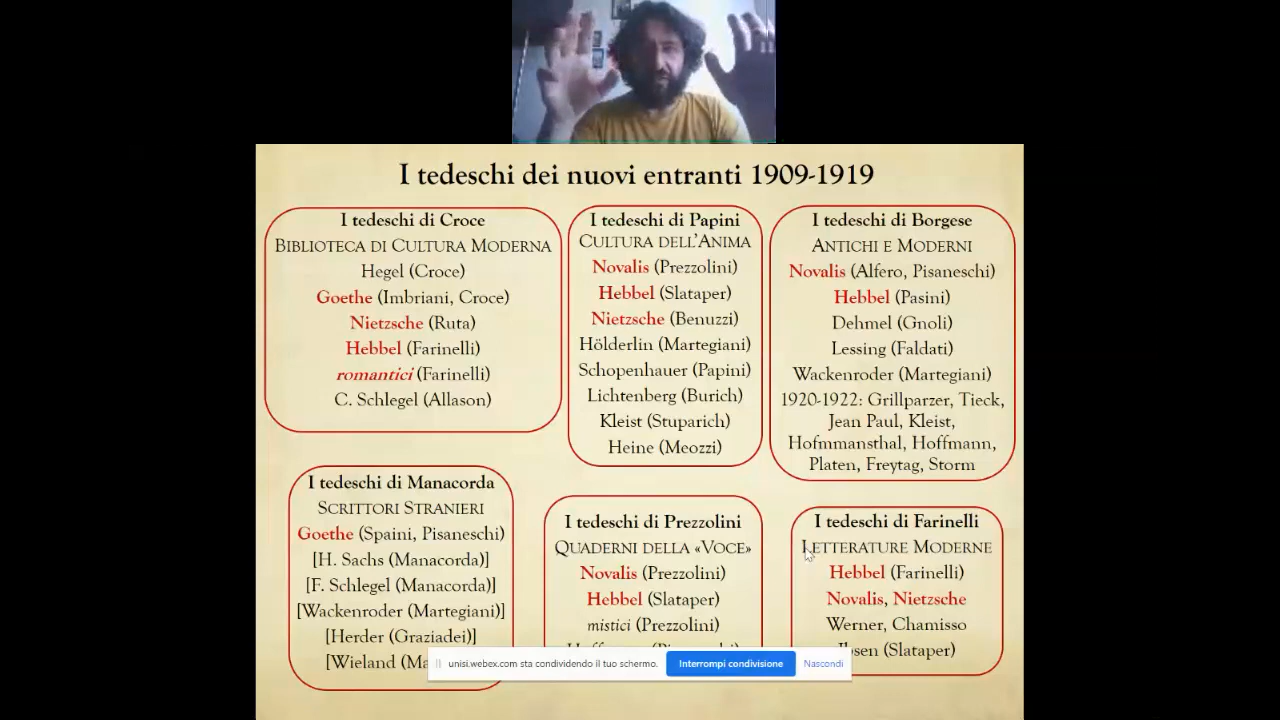 I tedeschi dei nuovi entranti 1909-1919
I tedeschi di Croce
BIBLIOTECA DI CULTURA MODERNA
Hegel (Croce)
Goethe (Imbriani, Croce)
Nietzsche (Ruta)
Hebbel (Farinelli)
romantici (Farinelli)
C. Schlegel (Allason)
I tedeschi di Papini
CULTURA DELL'ANIMA
Novalis (Prezzolini)
Hebbel (Slataper)
Nietzsche (Benuzzi)
Hölderlin (Martegiani)
Schopenhauer (Papini)
Lichtenberg (Burich)
Kleist (Stuparich)
Heine (Meozzi)
I tedeschi di Borgese
ANTICHI E MODERNI
Novalis (Alfero, Pisaneschi)
Hebbel (Pasini)
Dehmel (Gnoli)
Lessing (Faldati)
Wackenroder (Martegiani)
1920-1922: Grillparzer, Tieck,
Jean Paul, Kleist,
Hofmmansthal, Hoffmann,
Platen, Freytag, Storm
I tedeschi di Manacorda
SCRITTORI STRANIERI
Goethe (Spaini, Pisaneschi)
[H. Sachs (Manacorda)]
[F. Schlegel (Manacorda)]
[Wackenroder (Martegiani)]
[Herder (Graziadei)]
[Wieland
I tedeschi di Prezzolini
QUADERNI DELLA «VOCE»
Novalis (Prezzolini)
Hebbel (Slataper)
mistici (Prezzolini)
I tedeschi di Farinelli
LETTERATURE MODERNE
Hebbel (Farinelli)
Novalis, Nietzsche
Werner, Chamisso
Ibsen (Slataper)
unisi.webex.com sta condividendo il tuo schermo.
Interrompi condivisione
Nascondi